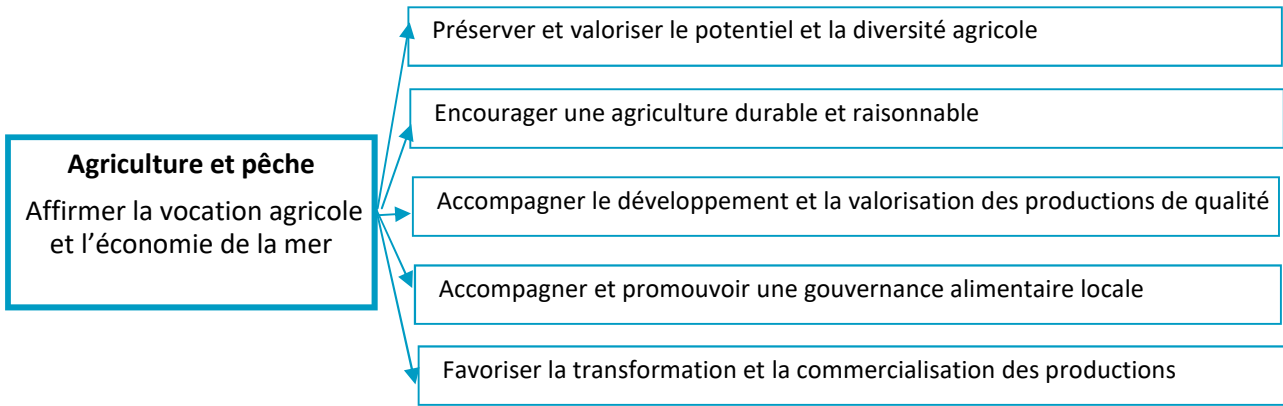 Agriculture et pêche
Affirmer la vocation agricole
et l’économie de la mer
Préserver et valoriser le potentiel et la diversité agricole
Encourager une agriculture durable et raisonnable
Accompagner le développement et la valorisation des productions de qualité
Accompagner et promouvoir une gouvernance alimentaire locale
Favoriser la transformation et la commercialisation des productions